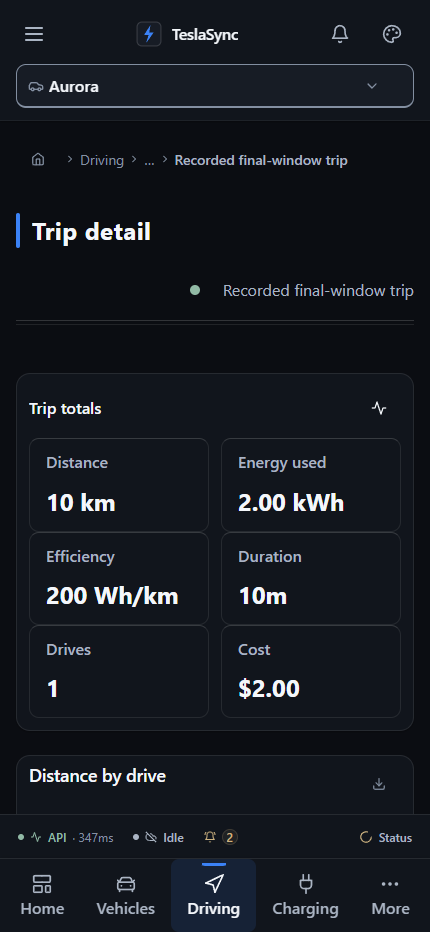 TeslaSync
Aurora
Driving ... Recorded final-window trip
Trip detail
Recorded final-window trip
Trip totals
Distance
10 km
Energy used
2.00 kWh
Efficiency
200 Wh/km
Duration
10m
Drives
1
Cost
$2.00
Distance by drive
API · 347ms Idle 2 Status
Home Vehicles Driving Charging More